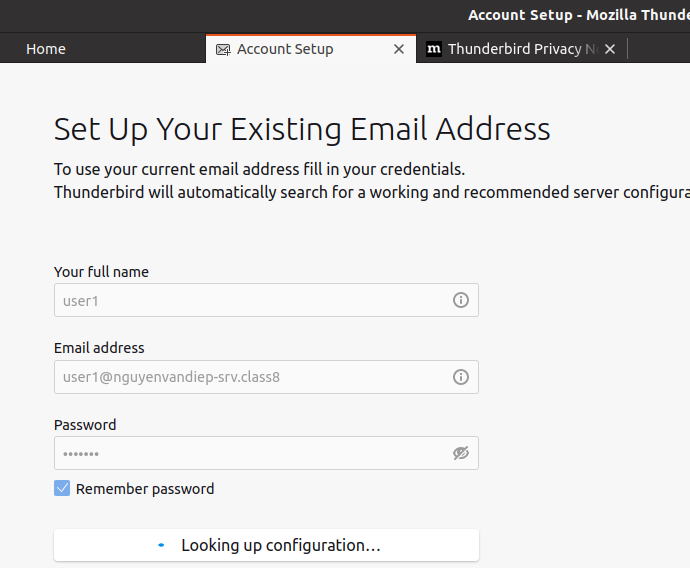 Account Setup - Mozilla Thunde
Home
Account Setup
m Thunderbird Privacy No
Set Up Your Existing Email Address
To use your current email address fill in your credentials.
Thunderbird will automatically search for a working and recommended server configura
Your full name
user1
Email address
user1@nguyenvandiep-srv.class8
Password
•••••••
Remember password
Looking up configuration…